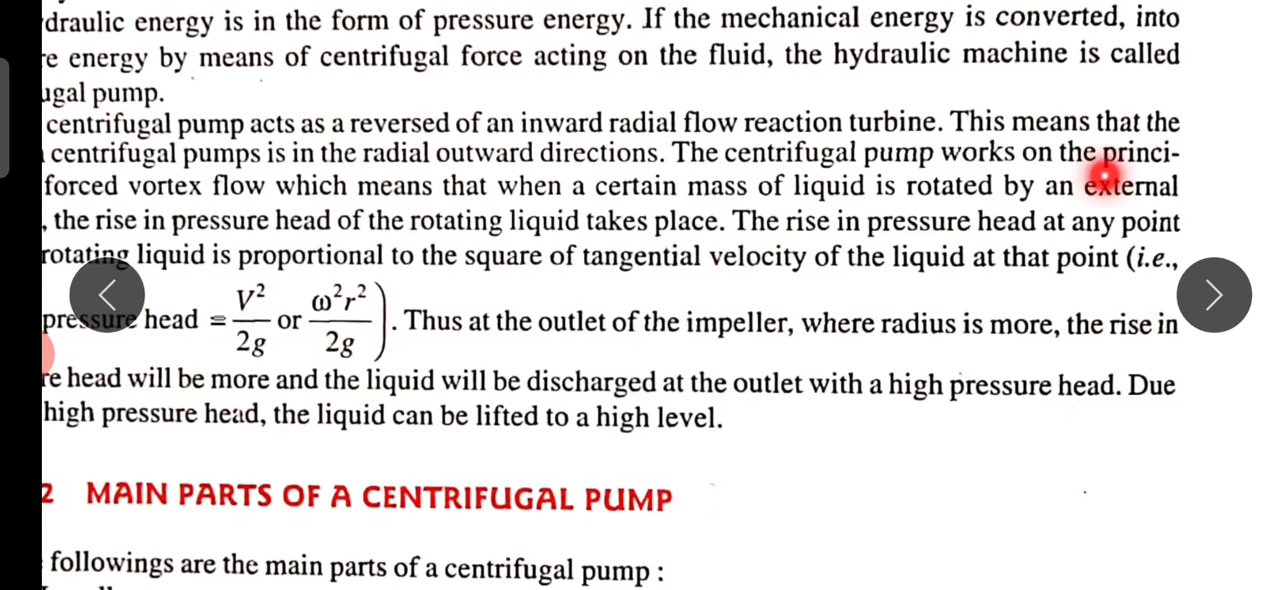 draulic energy is in the form of pressure energy. If the mechanical energy is converted, into
re energy by means of centrifugal force acting on the fluid, the hydraulic machine is called
ugal pump.
centrifugal pump acts as a reversed of an inward radial flow reaction turbine. This means that the
centrifugal pumps is in the radial outward directions. The centrifugal pump works on the princi-
forced vortex flow which means that when a certain mass of liquid is rotated by an external
, the rise in pressure head of the rotating liquid takes place. The rise in pressure head at any point
rotating liquid is proportional to the square of tangential velocity of the liquid at that point (i.e.,
pressure head = V²/2g or ω²r²/2g ). Thus at the outlet of the impeller, where radius is more, the rise in
re head will be more and the liquid will be discharged at the outlet with a high pressure head. Due
high pressure head, the liquid can be lifted to a high level.
2 MAIN PARTS OF A CENTRIFUGAL PUMP
followings are the main parts of a centrifugal pump :